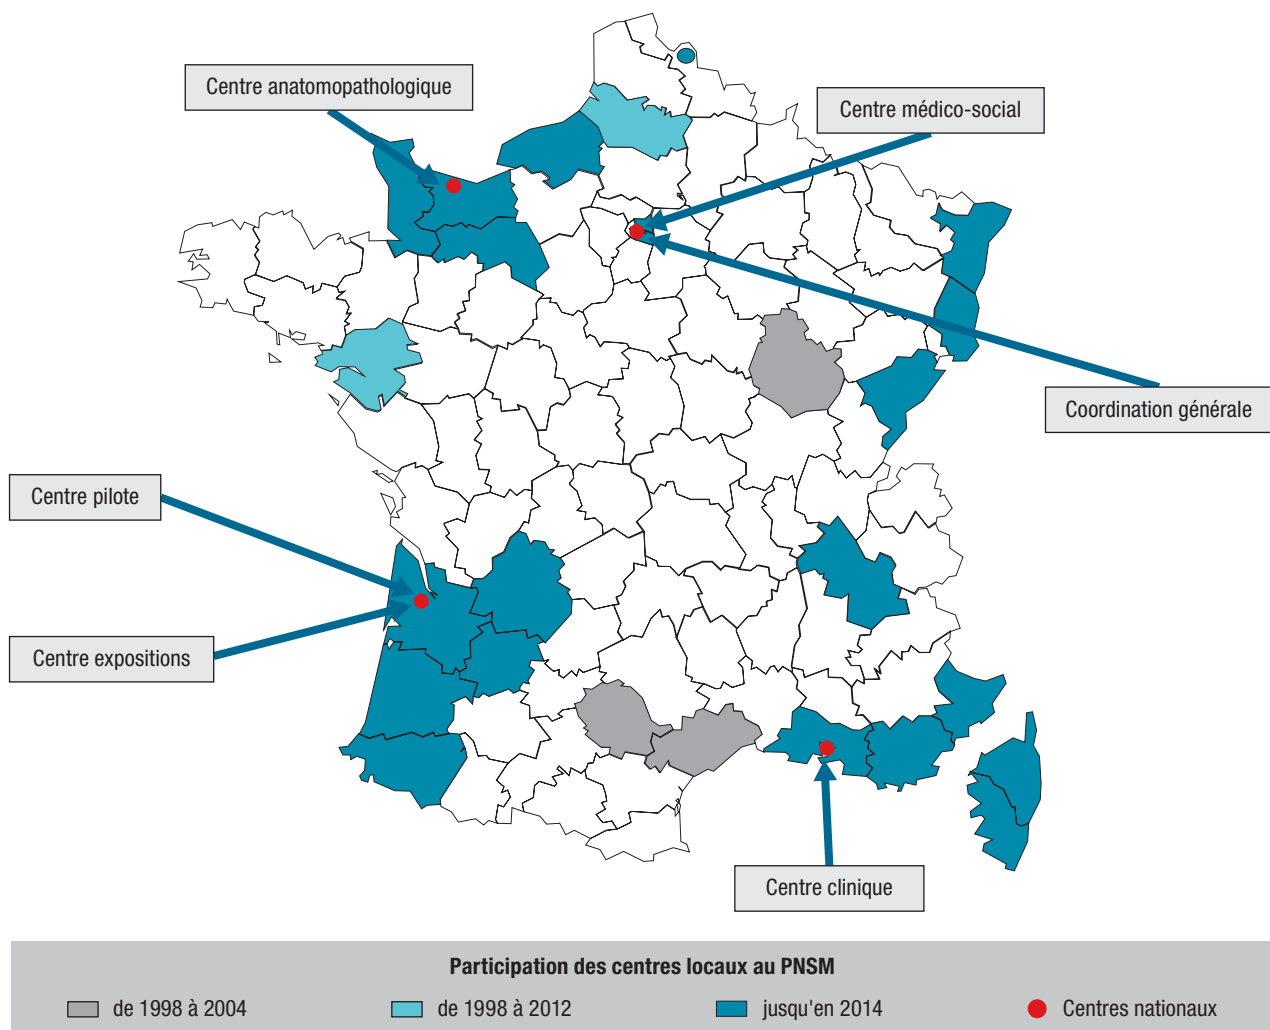 Centre anatomopathologique
Centre médico-social
Coordination générale
Centre pilote
Centre expositions
Centre clinique
Participation des centres locaux au PNSM
de 1998 à 2004
de 1998 à 2012
jusqu'en 2014
Centres nationaux